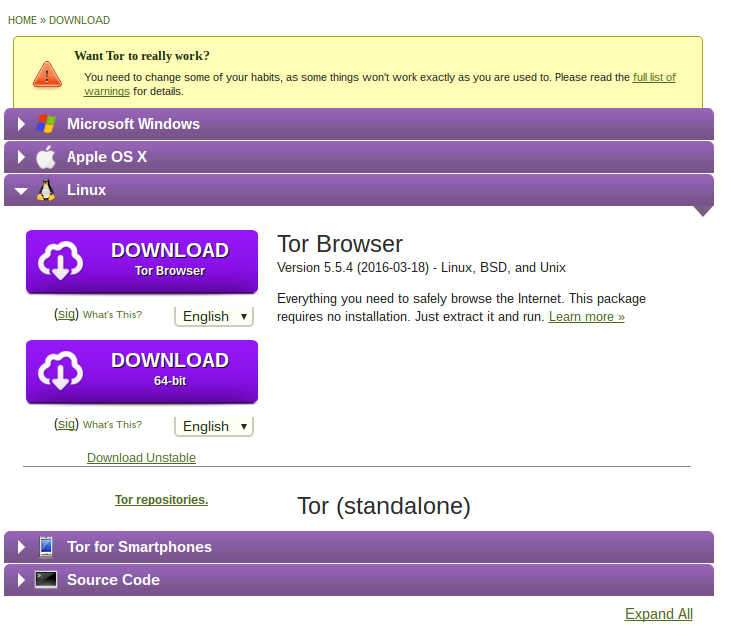 HOME » DOWNLOAD
Want Tor to really work?
You need to change some of your habits, as some things won't work exactly as you are used to. Please read the full list of
warnings for details.
Microsoft Windows
Apple OS X
Linux
DOWNLOAD
Tor Browser
(sig) What's This?
English
Tor Browser
Version 5.5.4 (2016-03-18) - Linux, BSD, and Unix
Everything you need to safely browse the Internet. This package
requires no installation. Just extract it and run. Learn more »
DOWNLOAD
64-bit
(sig) What's This?
English
Download Unstable
Tor repositories.
Tor (standalone)
Tor for Smartphones
Source Code
Expand All